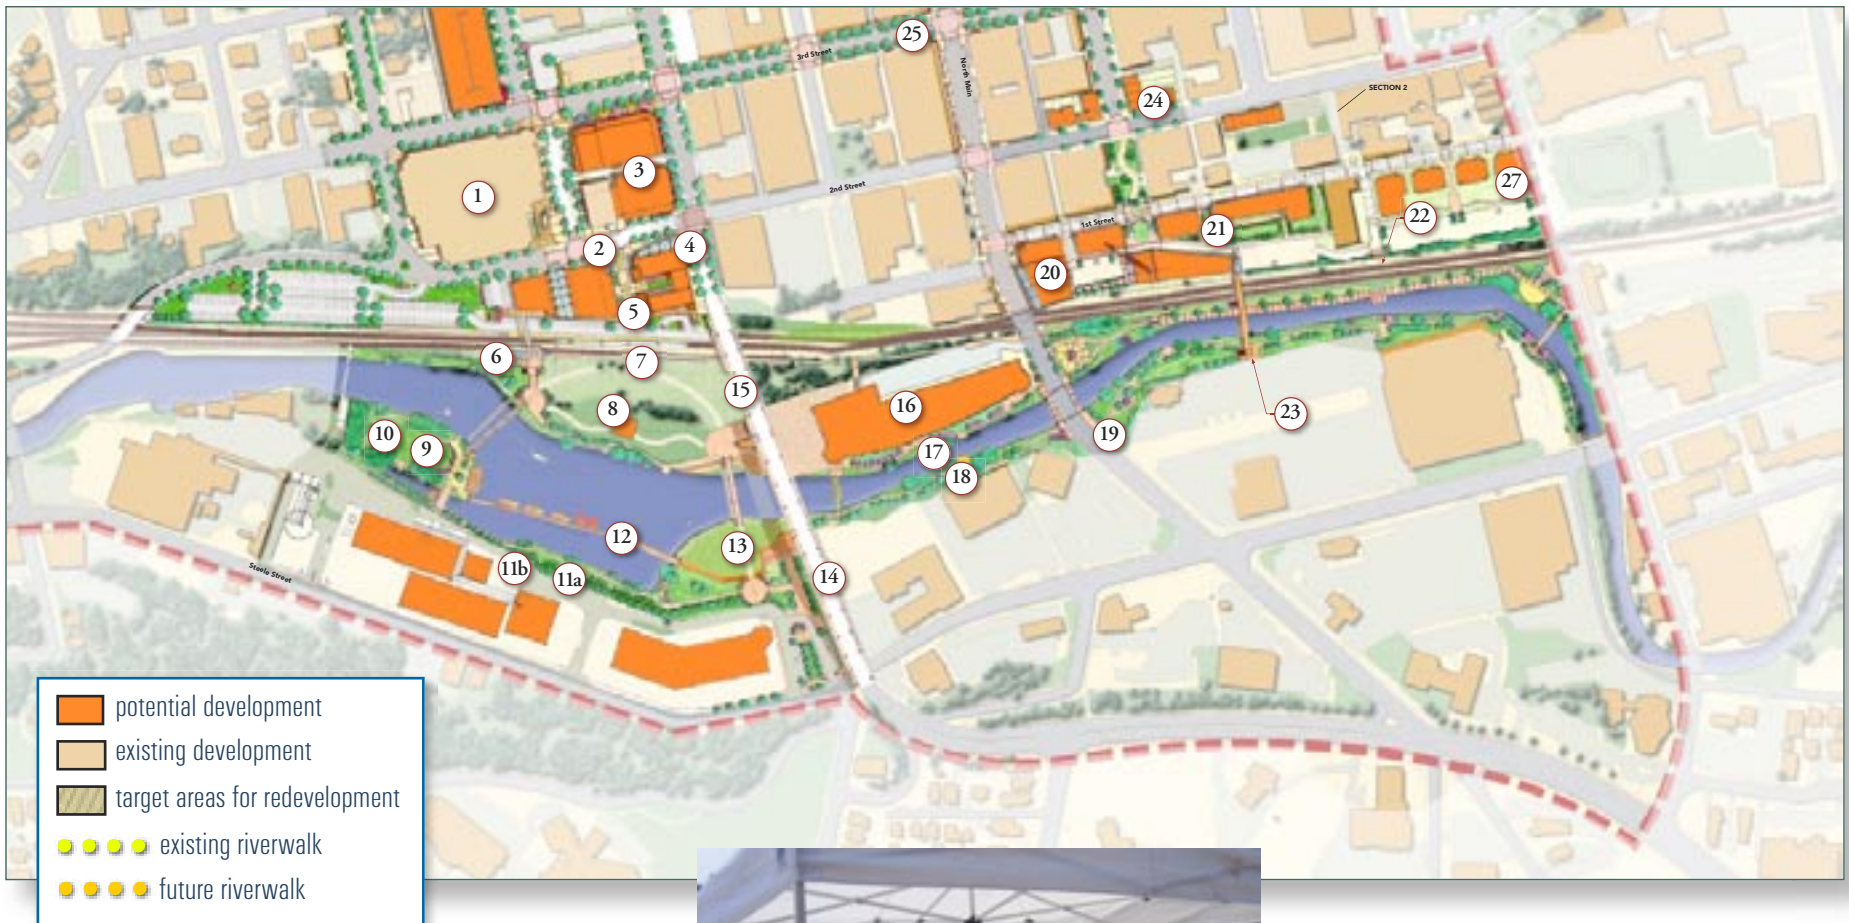 25
3rd Street
North Main
SECTION 2
24
3
1
27
2nd Street
22
1st Street
21
2
4
20
5
6
7
15
8
16
23
10
9
19
17
18
12
13
11b
11a
14
Steele Street
potential development
existing development
target areas for redevelopment
existing riverwalk
future riverwalk